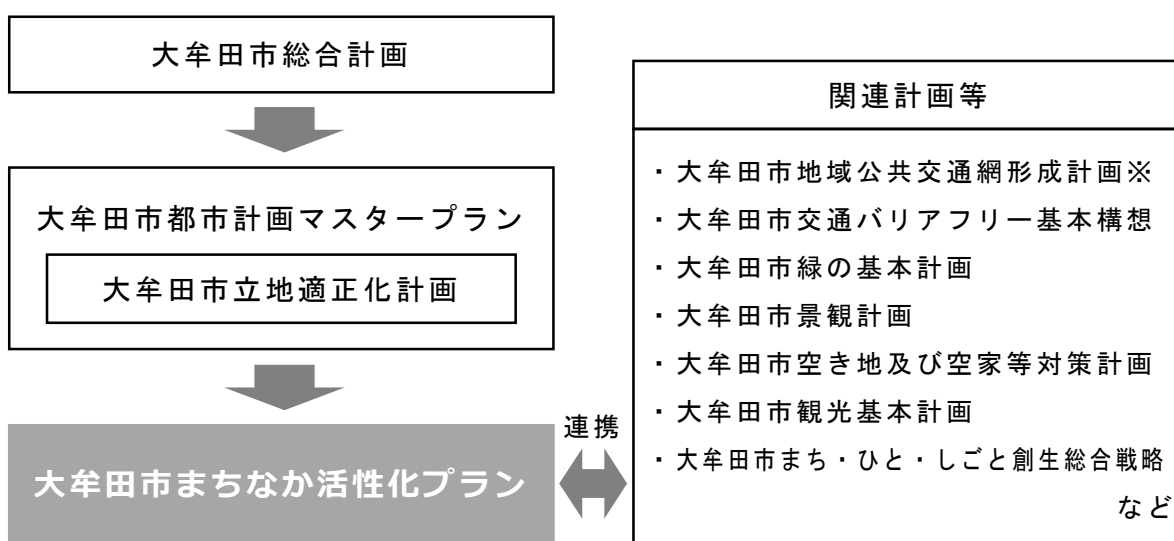 大牟田市総合計画
大牟田市都市計画マスタープラン
大牟田市立地適正化計画
大牟田市まちなか活性化プラン
連携
関連計画等
・大牟田市地域公共交通網形成計画※
・大牟田市交通バリアフリー基本構想
・大牟田市緑の基本計画
・大牟田市景観計画
・大牟田市空き地及び空家等対策計画
・大牟田市観光基本計画
・大牟田市まち・ひと・しごと創生総合戦略
など